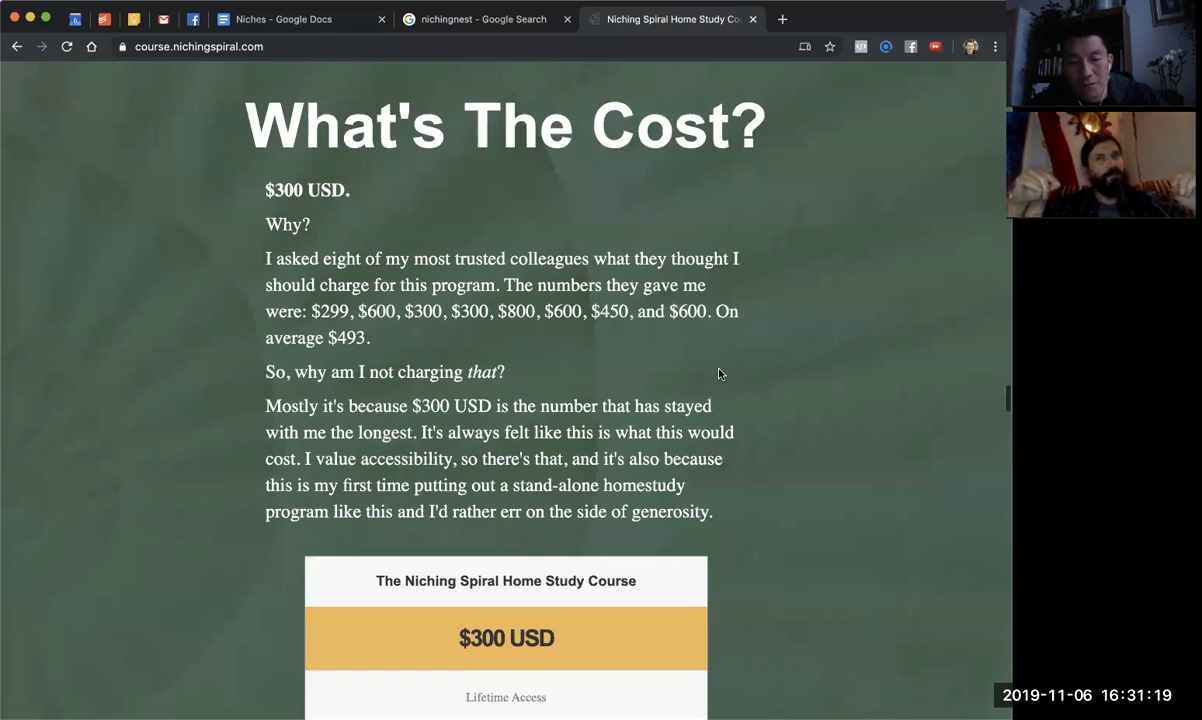 Niches - Google Docs
nichingnest - Google Search
Niching Spiral Home Study Cou
course.nichingspiral.com
What's The Cost?
$300 USD.
Why?
I asked eight of my most trusted colleagues what they thought I
should charge for this program. The numbers they gave me
were: $299, $600, $300, $300, $800, $600, $450, and $600. On
average $493.
So, why am I not charging that?
Mostly it's because $300 USD is the number that has stayed
with me the longest. It's always felt like this is what this would
cost. I value accessibility, so there's that, and it's also because
this is my first time putting out a stand-alone homestudy
program like this and I'd rather err on the side of generosity.
The Niching Spiral Home Study Course
$300 USD
Lifetime Access
2019-11-06 16:31:19